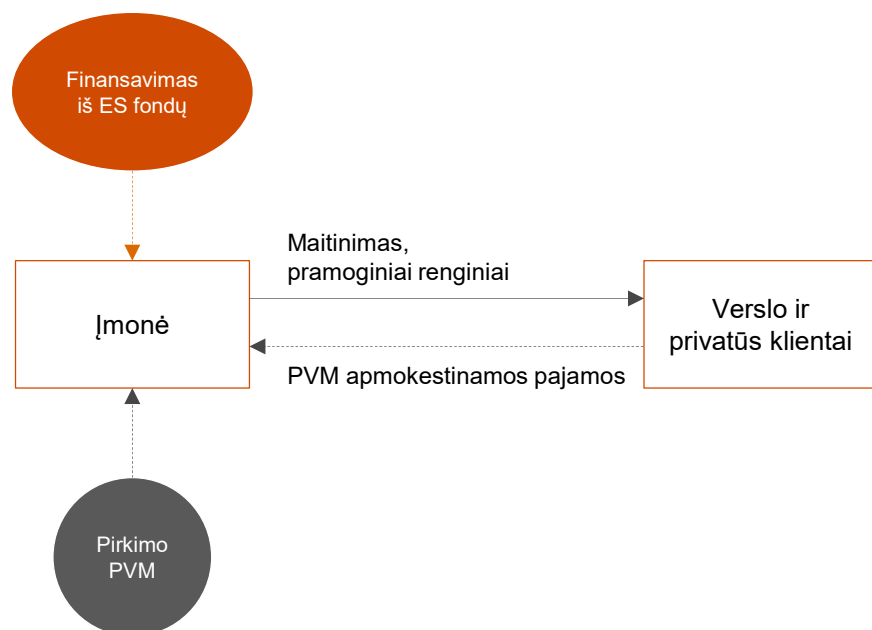 Finansavimas
iš ES fondų
Maitinimas,
pramoginiai renginiai
Įmonė
Verslo ir
privatūs klientai
PVM apmokestinamos pajamos
Pirkimo
PVM